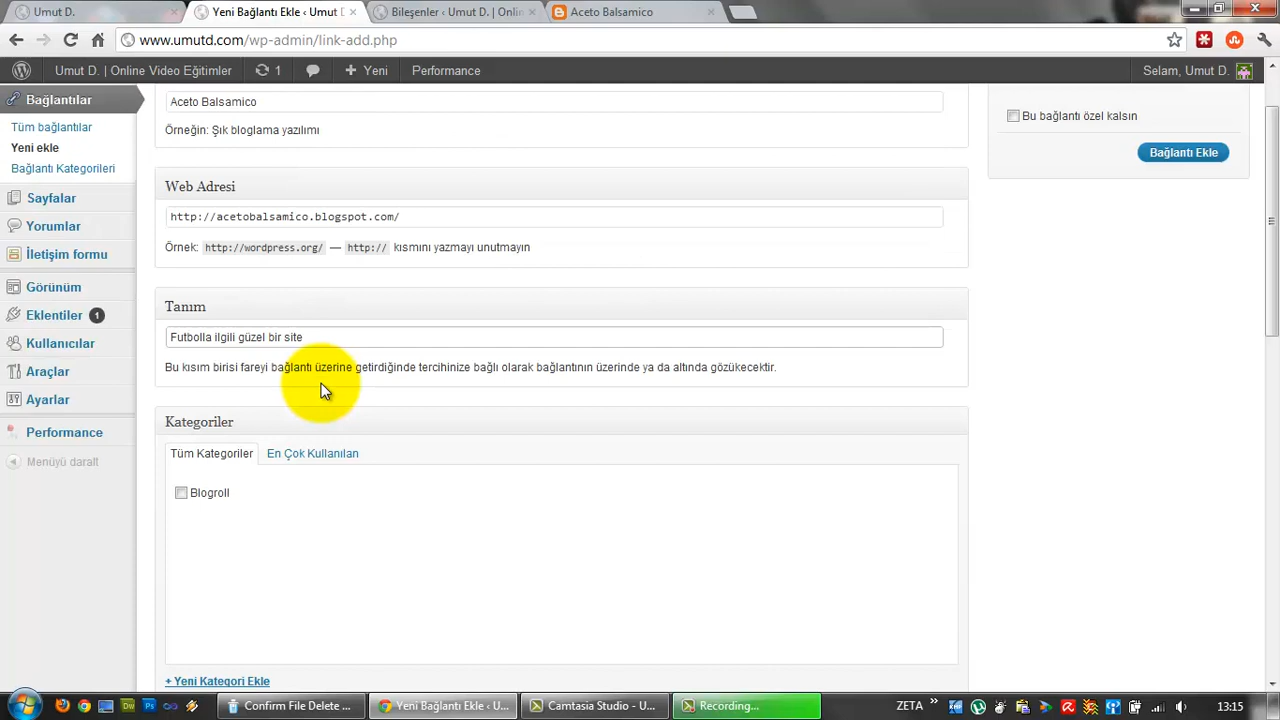 Umut D.
Yeni Bağlantı Ekle ‹ Umut D
Bileşenler ‹ Umut D. | Onlin
Aceto Balsamico
www.umutd.com/wp-admin/link-add.php
Umut D. | Online Video Eğitimler
1
Yeni
Performance
Selam, Umut D.
Bağlantılar
Tüm bağlantılar
Yeni ekle
Bağlantı Kategorileri
Sayfalar
Yorumlar
İletişim formu
Görünüm
Eklentiler 1
Kullanıcılar
Araçlar
Ayarlar
Performance
Menüyü daralt
Aceto Balsamico
Örneğin: Şık bloglama yazılımı
Web Adresi
http://acetobalsamico.blogspot.com/
Örnek: http://wordpress.org/ — http:// kısmını yazmayı unutmayın
Tanım
Futbolla ilgili güzel bir site
Bu kısım birisi fareyi bağlantı üzerine getirdiğinde tercihinize bağlı olarak bağlantının üzerinde ya da altında gözükecektir.
Kategoriler
Tüm Kategoriler
En Çok Kullanılan
Blogroll
+ Yeni Kategori Ekle
Bu bağlantı özel kalsın
Bağlantı Ekle
Confirm File Delete ...
Yeni Bağlantı Ekle ‹ U...
Camtasia Studio - U...
Recording...
ZETA
13:15